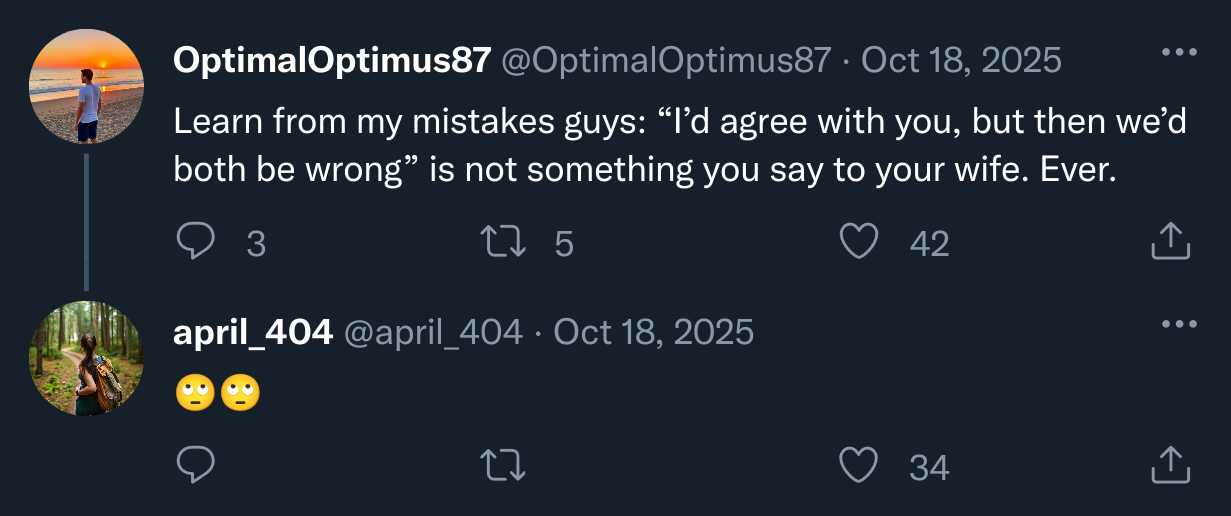 OptimalOptimus87 @OptimalOptimus87 · Oct 18, 2025
Learn from my mistakes guys: “I’d agree with you, but then we’d
both be wrong” is not something you say to your wife. Ever.
3 5 42
april_404 @april_404 · Oct 18, 2025
🙄🙄
34